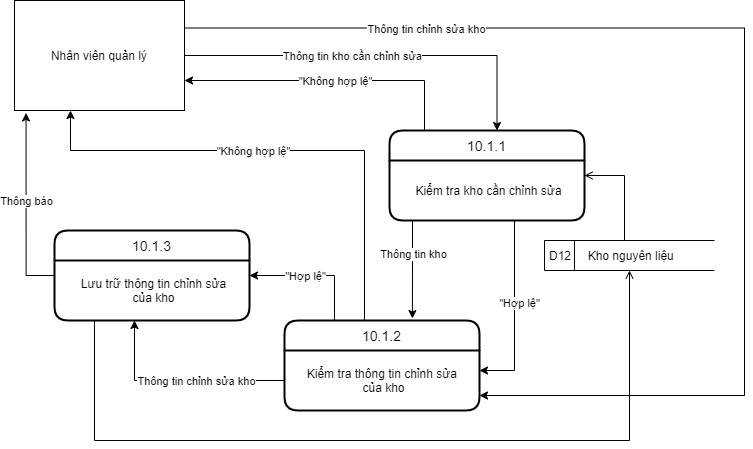 Thông tin chỉnh sửa kho
Nhân viên quản lý
Thông tin kho cần chỉnh sửa
"Không hợp lệ"
10.1.1
"Không hợp lệ"
Kiểm tra kho cần chỉnh sửa
Thông báo
10.1.3
Thông tin kho
D12
Kho nguyên liệu
Lưu trữ thông tin chỉnh sửa
của kho
"Hợp lệ"
"Hợp lệ"
10.1.2
Kiểm tra thông tin chỉnh sửa
của kho
Thông tin chỉnh sửa kho